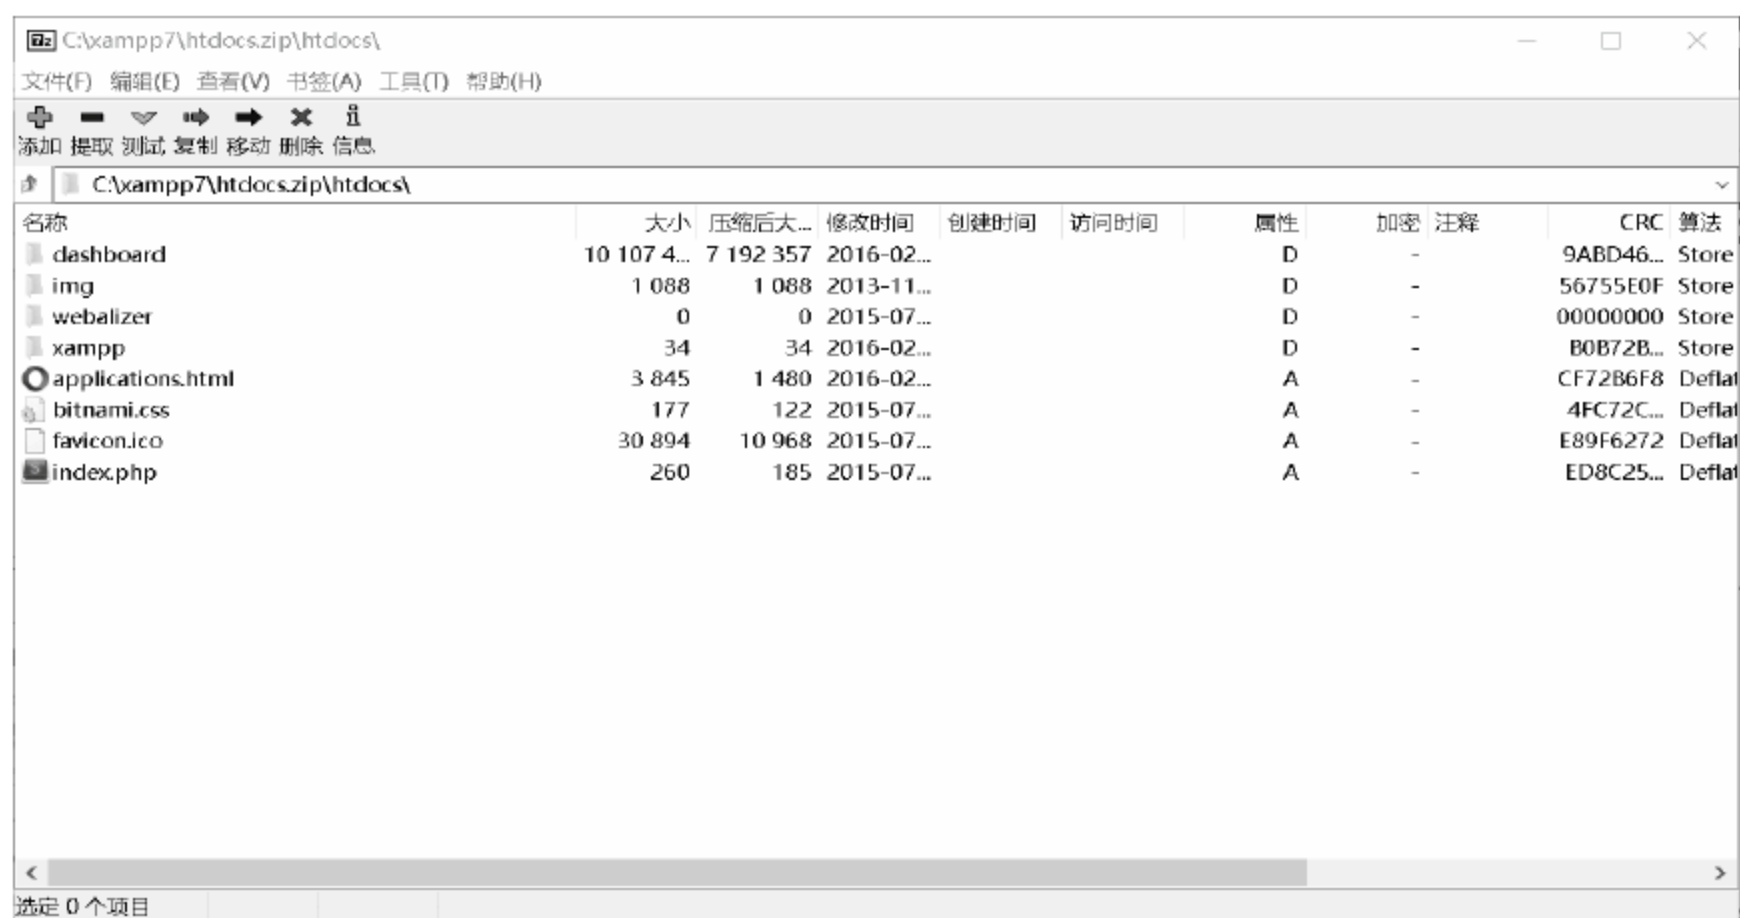 C:\xampp7\htdocs.zip\htdocs\
文件(F) 编辑(E) 查看(V) 书签(A) 工具(T) 帮助(H)
添加 提取 测试 复制 移动 删除 信息
C:\xampp7\htdocs.zip\htdocs\
名称 大小 压缩后大... 修改时间 创建时间 访问时间 属性 加密 注释 CRC 算法
dashboard 10 107 4... 7 192 357 2016-02... D - 9ABD46... Store
img 1 088 1 088 2013-11... D - 56755E0F Store
webalizer 0 0 2015-07... D - 00000000 Store
xampp 34 34 2016-02... D - B0B72B... Store
applications.html 3 845 1 480 2016-02... A - CF72B6F8 Deflat
bitnami.css 177 122 2015-07... A - 4FC72C... Deflat
favicon.ico 30 894 10 968 2015-07... A - E89F6272 Deflat
index.php 260 185 2015-07... A - ED8C25... Deflat
选定 0 个项目